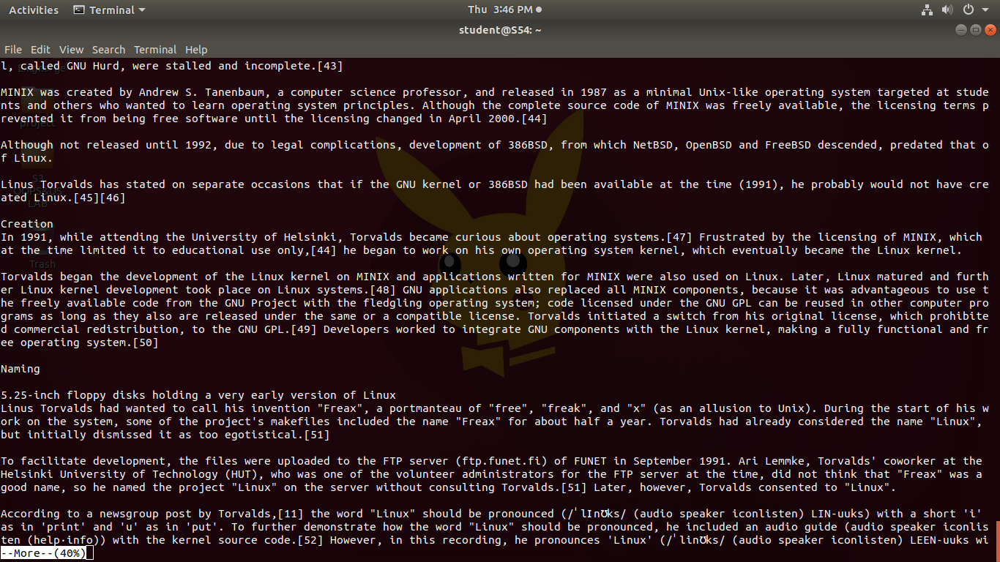 Activities Terminal Thu 3:46 PM
student@S54: ~
File Edit View Search Terminal Help
l, called GNU Hurd, were stalled and incomplete.[43]
MINIX was created by Andrew S. Tanenbaum, a computer science professor, and released in 1987 as a minimal Unix-like operating system targeted at stude
nts and others who wanted to learn operating system principles. Although the complete source code of MINIX was freely available, the licensing terms p
revented it from being free software until the licensing changed in April 2000.[44]
project
Although not released until 1992, due to legal complications, development of 386BSD, from which NetBSD, OpenBSD and FreeBSD descended, predated that o
f Linux.
S3
Linus Torvalds has stated on separate occasions that if the GNU kernel or 386BSD had been available at the time (1991), he probably would not have cre
OOPS&DS
ated Linux.[45][46]
LAB
Creation
In 1991, while attending the University of Helsinki, Torvalds became curious about operating systems.[47] Frustrated by the licensing of MINIX, which
at the time limited it to educational use only,[44] he began to work on his own operating system kernel, which eventually became the Linux kernel.
Trash
Torvalds began the development of the Linux kernel on MINIX and applications written for MINIX were also used on Linux. Later, Linux matured and furth
er Linux kernel development took place on Linux systems.[48] GNU applications also replaced all MINIX components, because it was advantageous to use t
he freely available code from the GNU Project with the fledgling operating system; code licensed under the GNU GPL can be reused in other computer pro
grams as long as they also are released under the same or a compatible license. Torvalds initiated a switch from his original license, which prohibite
d commercial redistribution, to the GNU GPL.[49] Developers worked to integrate GNU components with the Linux kernel, making a fully functional and fr
ee operating system.[50]
Naming
5.25-inch floppy disks holding a very early version of Linux
Linus Torvalds had wanted to call his invention "Freax", a portmanteau of "free", "freak", and "x" (as an allusion to Unix). During the start of his w
ork on the system, some of the project's makefiles included the name "Freax" for about half a year. Torvalds had already considered the name "Linux",
but initially dismissed it as too egotistical.[51]
To facilitate development, the files were uploaded to the FTP server (ftp.funet.fi) of FUNET in September 1991. Ari Lemmke, Torvalds' coworker at the
Helsinki University of Technology (HUT), who was one of the volunteer administrators for the FTP server at the time, did not think that "Freax" was a
good name, so he named the project "Linux" on the server without consulting Torvalds.[51] Later, however, Torvalds consented to "Linux".
According to a newsgroup post by Torvalds,[11] the word "Linux" should be pronounced (/ˈlɪnʊks/ (audio speaker iconlisten) LIN-uuks) with a short 'i'
as in 'print' and 'u' as in 'put'. To further demonstrate how the word "Linux" should be pronounced, he included an audio guide (audio speaker iconlis
ten (help·info)) with the kernel source code.[52] However, in this recording, he pronounces 'Linux' (/ˈlinʊks/ (audio speaker iconlisten) LEEN-uuks wi
--More--(40%)